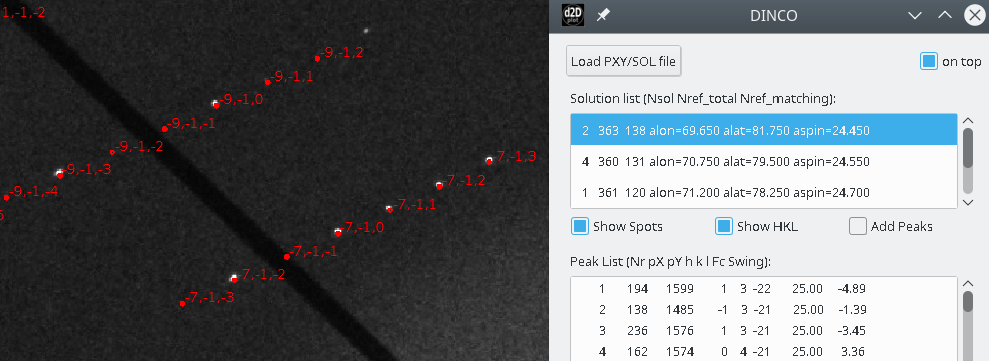 1,-1,-2
-9,-1,2
-9,-1,1
-9,-1,0
-9,-1,-1
-9,-1,-2
-9,-1,-3
-9,-1,-4
-7,-1,3
-7,-1,2
-7,-1,1
-7,-1,0
-7,-1,-1
-7,-1,-2
-7,-1,-3
d2D
plot
DINCO
Load PXY/SOL file
on top
Solution list (Nsol Nref_total Nref_matching):
2 363 138 alon=69.650 alat=81.750 aspin=24.450
4 360 131 alon=70.750 alat=79.500 aspin=24.550
1 361 120 alon=71.200 alat=78.250 aspin=24.700
Show Spots
Show HKL
Add Peaks
Peak List (Nr pX pY h k l Fc Swing):
1 194 1599 1 3 -22 25.00 -4.89
2 138 1485 -1 3 -21 25.00 -1.39
3 236 1576 1 3 -21 25.00 -3.45
4 162 1574 0 4 -21 25.00 3.36